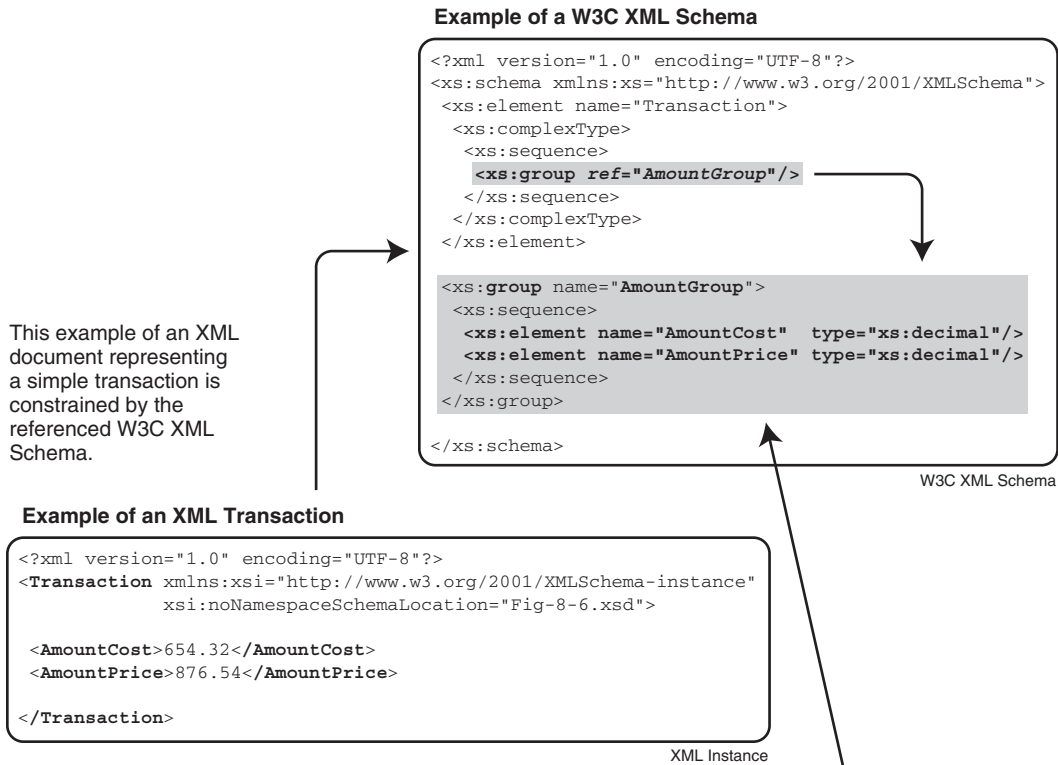 Example of a W3C XML Schema
<?xml version="1.0" encoding="UTF-8"?>
<xs:schema xmlns:xs="http://www.w3.org/2001/XMLSchema">
<xs:element name="Transaction">
<xs:complexType>
<xs:sequence>
<xs:group ref="AmountGroup"/>
</xs:sequence>
</xs:complexType>
</xs:element>
<xs:group name="AmountGroup">
<xs:sequence>
<xs:element name="AmountCost" type="xs:decimal"/>
<xs:element name="AmountPrice" type="xs:decimal"/>
</xs:sequence>
</xs:group>
</xs:schema>
W3C XML Schema
This example of an XML
document representing
a simple transaction is
constrained by the
referenced W3C XML
Schema.
Example of an XML Transaction
<?xml version="1.0" encoding="UTF-8"?>
<Transaction xmlns:xsi="http://www.w3.org/2001/XMLSchema-instance"
xsi:noNamespaceSchemaLocation="Fig-8-6.xsd">
<AmountCost>654.32</AmountCost>
<AmountPrice>876.54</AmountPrice>
</Transaction>
XML Instance